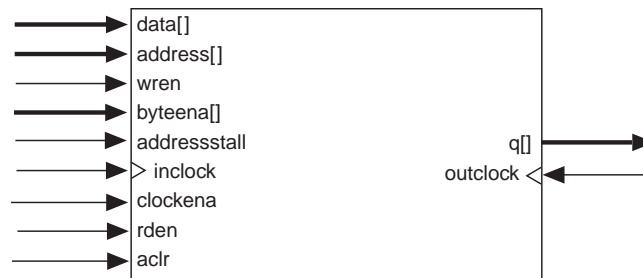 data[]
address[]
wren
byteena[]
addressstall
q[]
inclock
outclock
clockena
rden
aclr